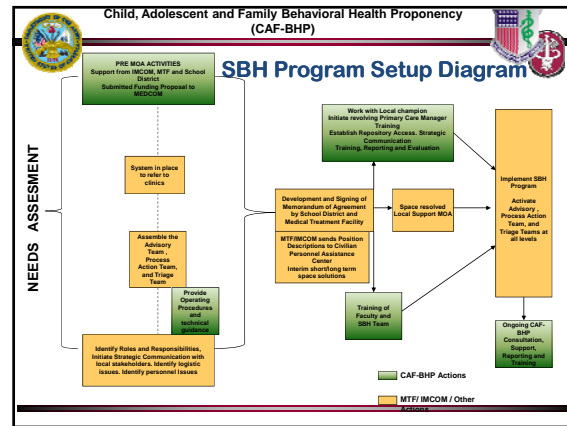 Child, Adolescent and Family Behavioral Health Proponency
(CAF-BHP)
SBH Program Setup Diagram
NEEDS ASSESMENT
PRE MOA ACTIVITIES
Support from IMCOM, MTF and School
District
Submitted Funding Proposal to
MEDCOM
System in place
to refer to
clinics
Assemble the
Advisory
Team ,
Process
Action Team,
and Triage
Team
Provide
Operating
Procedures
and
technical
guidance
Identify Roles and Responsibilities,
Initiate Strategic Communication with
local stakeholders. Identify logistic
issues. Identify personnel Issues
Development and Signing of
Memorandum of Agreement
by School District and
Medical Treatment Facility
MTF/IMCOM sends Position
Descriptions to Civilian
Personnel Assistance
Center
Interim short/long term
space solutions
Work with Local champion
Initiate revolving Primary Care Manager
Training
Establish Repository Access. Strategic
Communication
Training, Reporting and Evaluation
Space resolved
Local Support MOA
Training of
Faculty and
SBH Team
Implement SBH
Program
Activate
Advisory ,
Process Action
Team, and
Triage Teams at
all levels
Ongoing CAF-
BHP
Consultation,
Support,
Reporting and
Training
CAF-BHP Actions
MTF/ IMCOM / Other
Actions